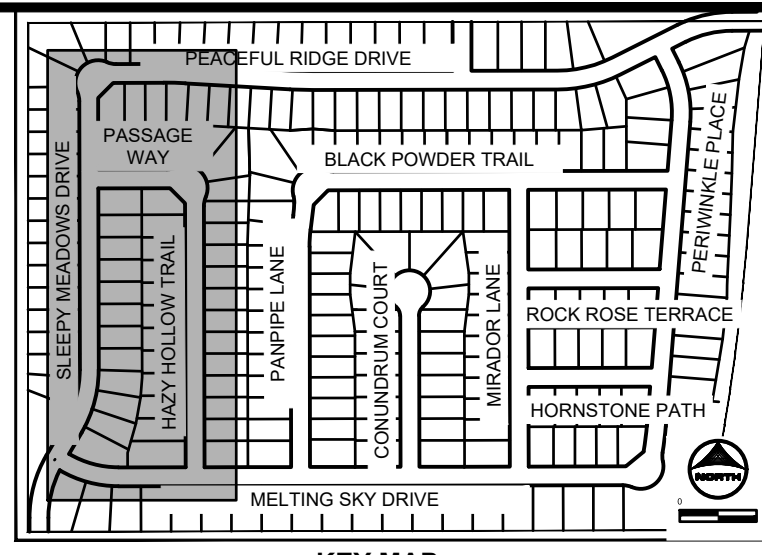 PEACEFUL RIDGE DRIVE
PASSAGE
WAY
BLACK POWDER TRAIL
SLEEPY MEADOWS DRIVE
HAZY HOLLOW TRAIL
PANPIPE LANE
CONUNDRUM COURT
MIRADOR LANE
PERIWINKLE PLACE
ROCK ROSE TERRACE
HORNSTONE PATH
MELTING SKY DRIVE
NORTH
0
KEY MAP